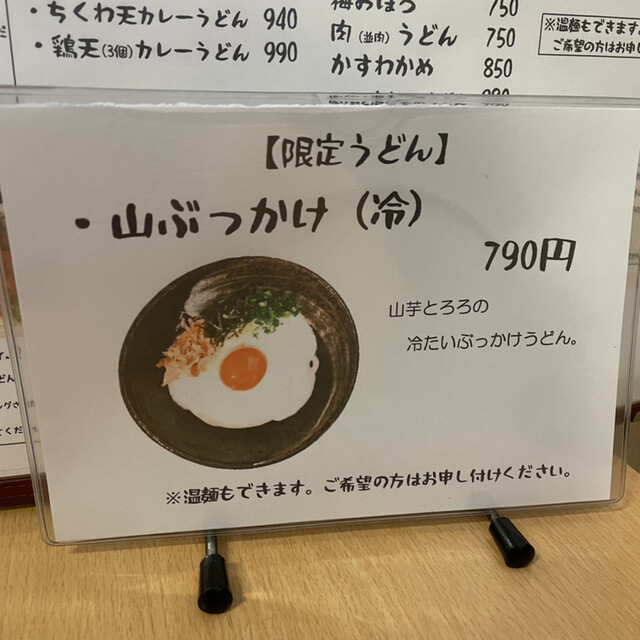 ・ちくわ天カレーうどん 940
・鶏天(3個)カレーうどん 990
梅おぼろ 750
肉(並肉)うどん 750
かすわかめ 850
※温麺もできます。
ご希望の方はお申し
【限定うどん】
・山ぶっかけ(冷)
790円
山芋とろろの
冷たいぶっかけうどん。
※温麺もできます。ご希望の方はお申し付けください。